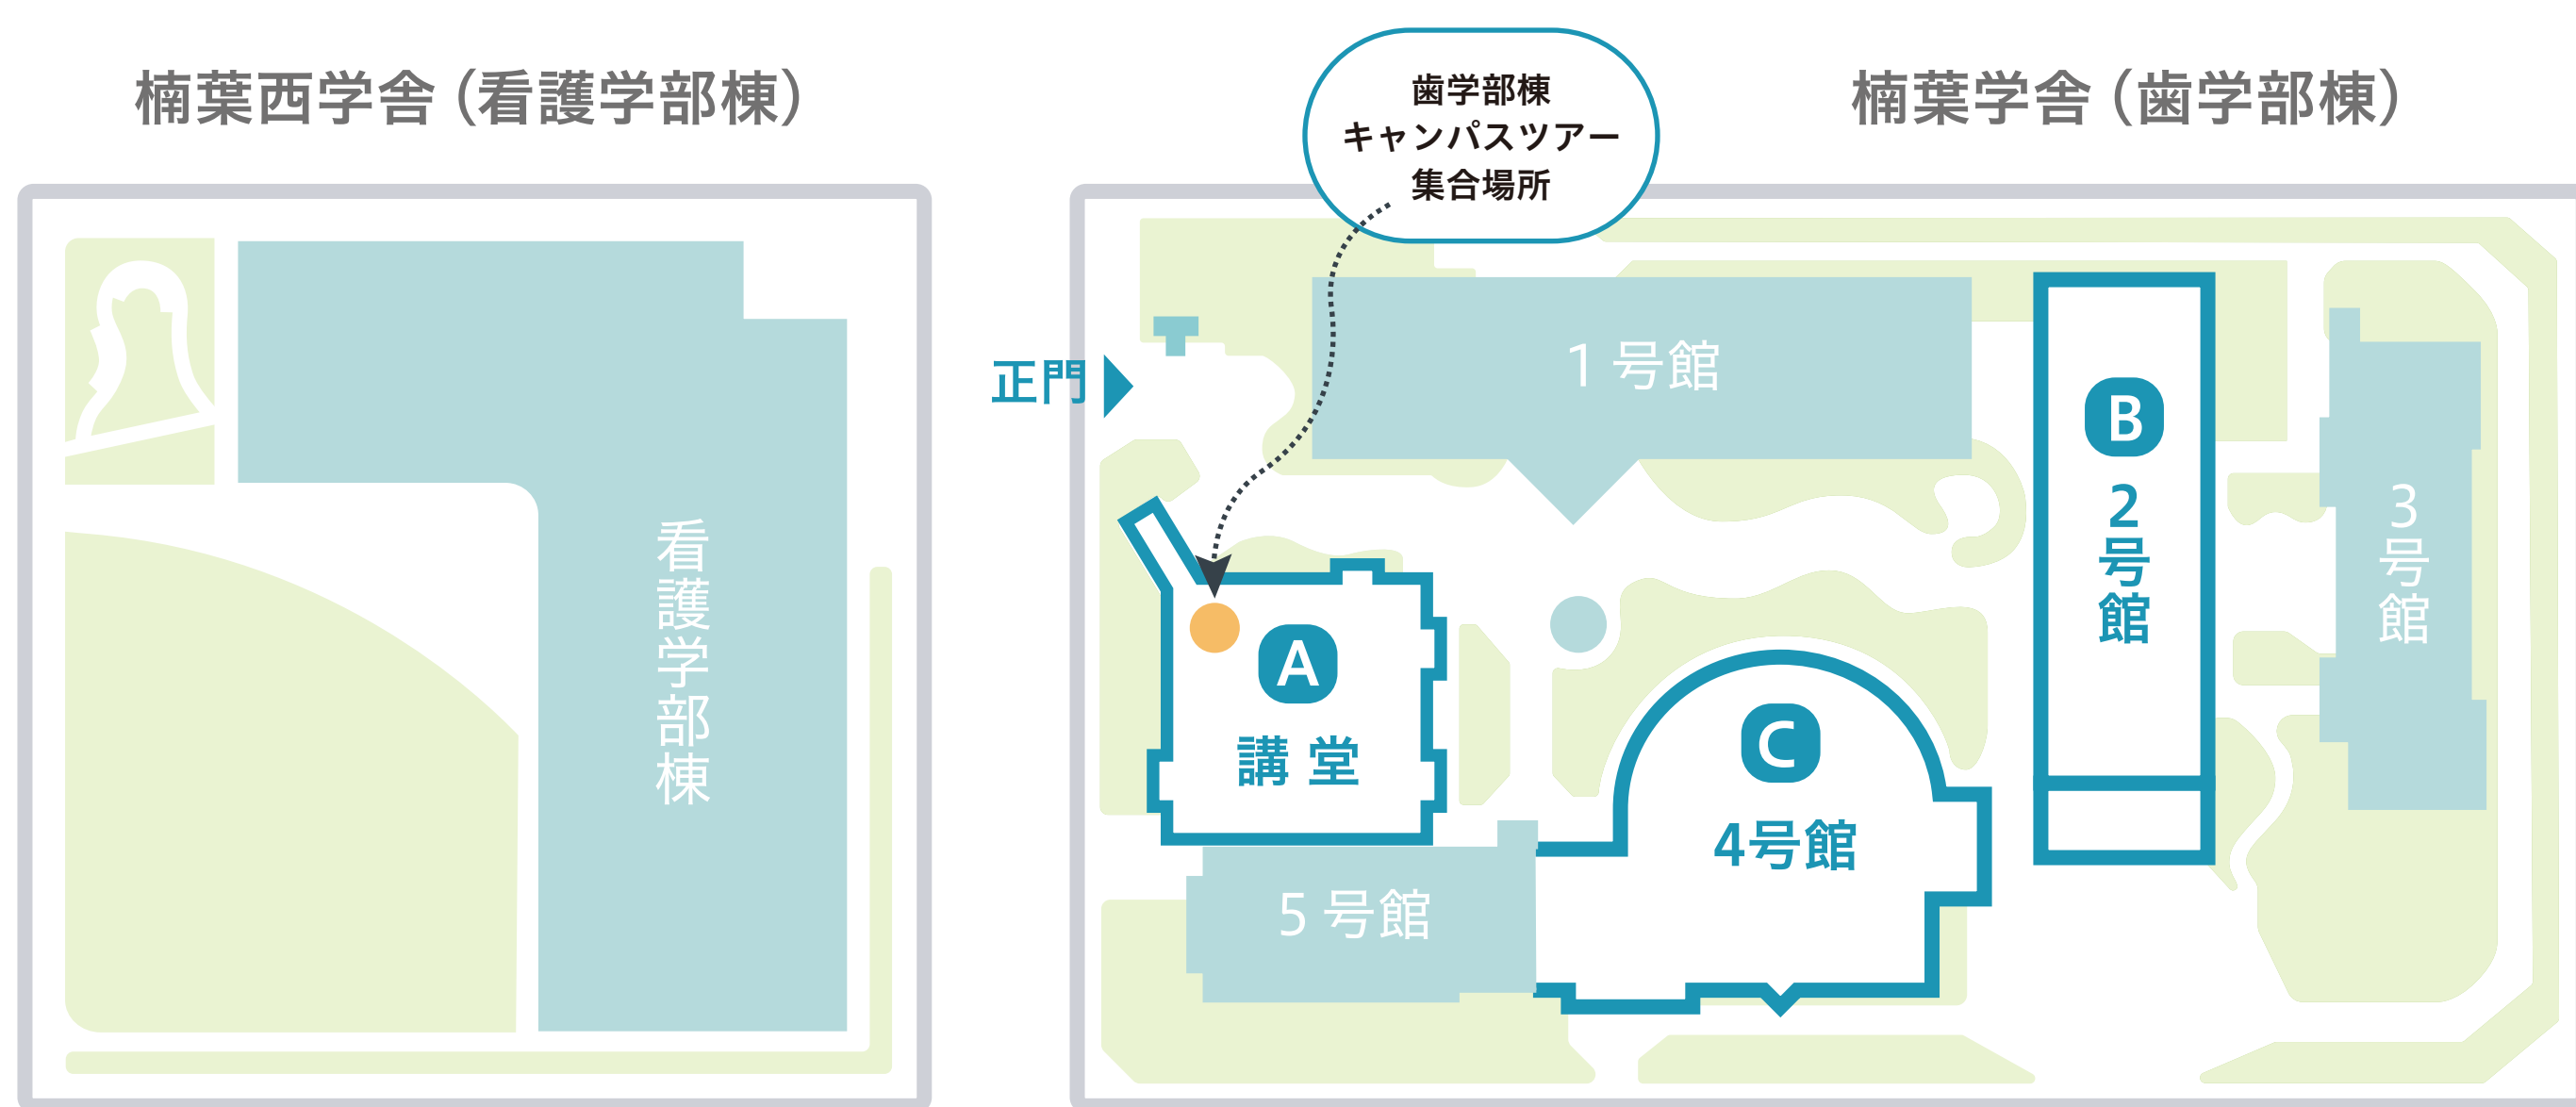 楠葉西学舎（看護学部棟）
歯学部棟
キャンパスツアー
集合場所
楠葉学舎（歯学部棟）
看護学部棟
正門
1号館
B
2号館
3号館
A
講堂
C
4号館
5号館